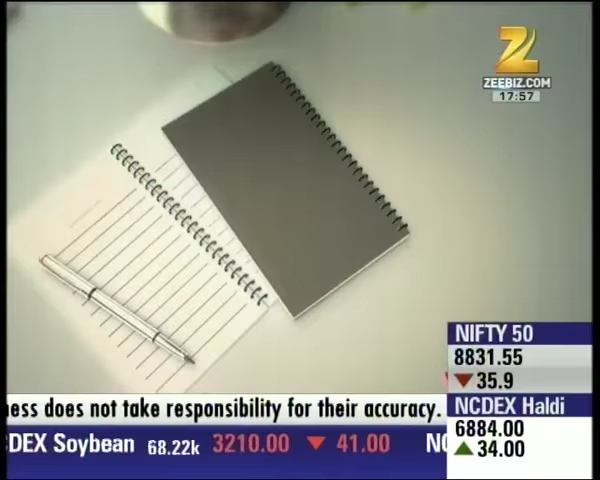 Z
ZEEBIZ.COM
17:57
NIFTY 50
8831.55
35.9
ness does not take responsibility for their accuracy.
NCDEX Haldi
6884.00
34.00
DEX Soybean 68.22k 3210.00 41.00 NC